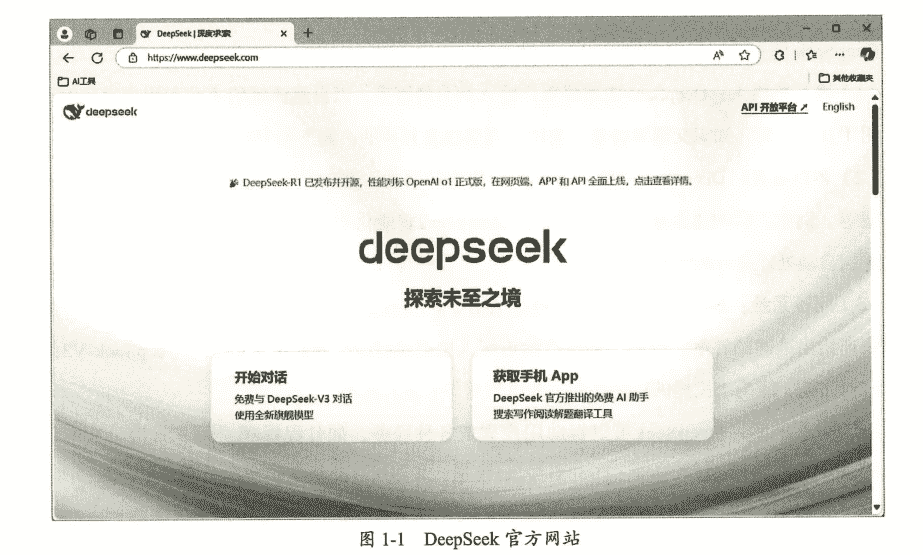 DeepSeek | 深度求索
https://www.deepseek.com
AI工具
其他收藏夹
deepseek
API 开放平台↗ English
DeepSeek-R1 已发布并开源，性能对标 OpenAI o1 正式版，在网页端、APP 和 API 全面上线，点击查看详情。
deepseek
探索未至之境
开始对话
免费与 DeepSeek-V3 对话
使用全新旗舰模型
获取手机 App
DeepSeek 官方推出的免费 AI 助手
搜索写作阅读解题翻译工具
图 1-1 DeepSeek 官方网站